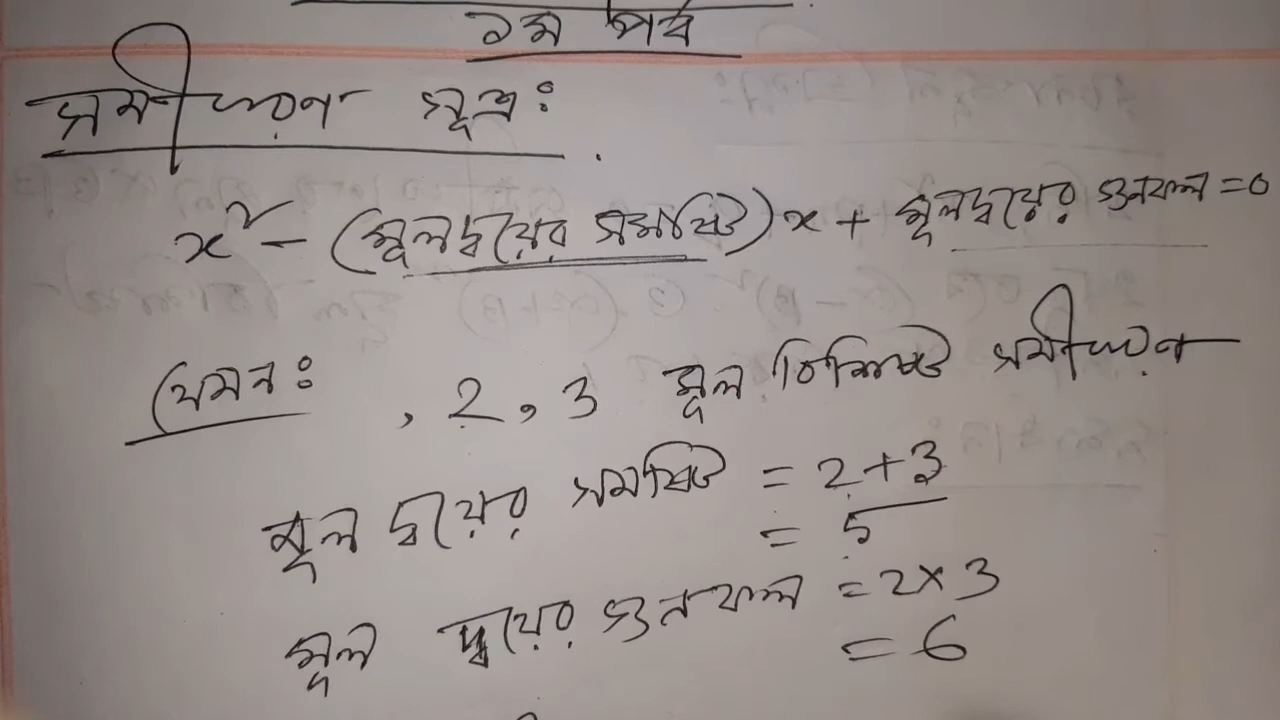 ১ম পর্ব
সমীকরণ সূত্রঃ
x² - (মূলদ্বয়ের সমষ্টি)x + মূলদ্বয়ের গুনফল = 0
যেমনঃ , 2, 3 মূল বিশিষ্ট সমীকরণ
মূল দ্বয়ের সমষ্টি = 2+3
= 5
মূল দ্বয়ের গুনফল = 2×3
= 6